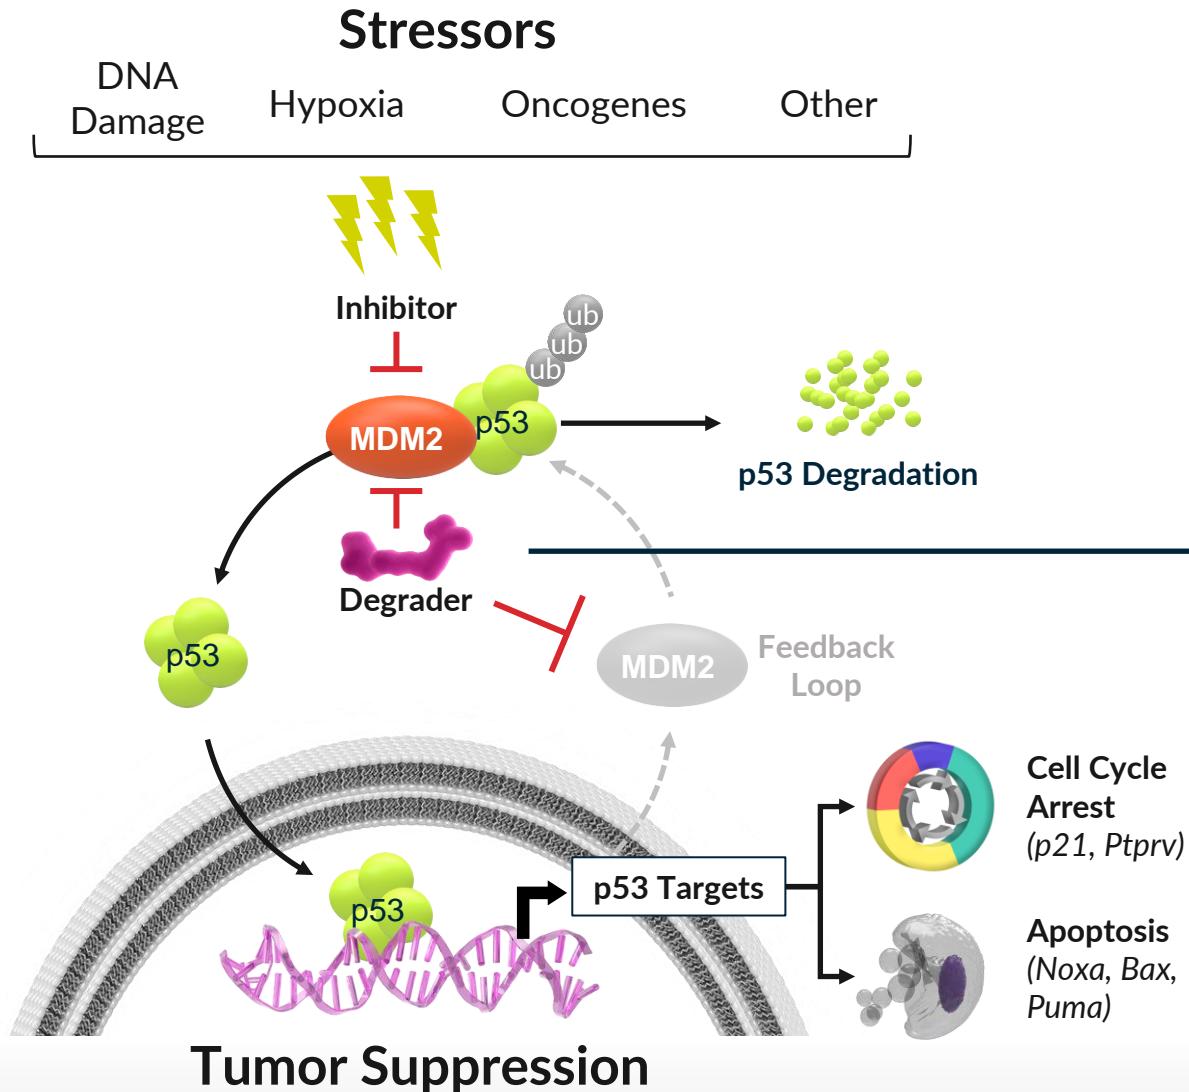 Stressors
DNA
Damage
Hypoxia
Oncogenes
Other
Inhibitor
ub
ub
ub
MDM2
p53
p53 Degradation
Degrader
p53
MDM2
Feedback
Loop
Cell Cycle
Arrest
(p21, Ptprv)
p53 Targets
p53
Apoptosis
(Noxa, Bax,
Puma)
Tumor Suppression